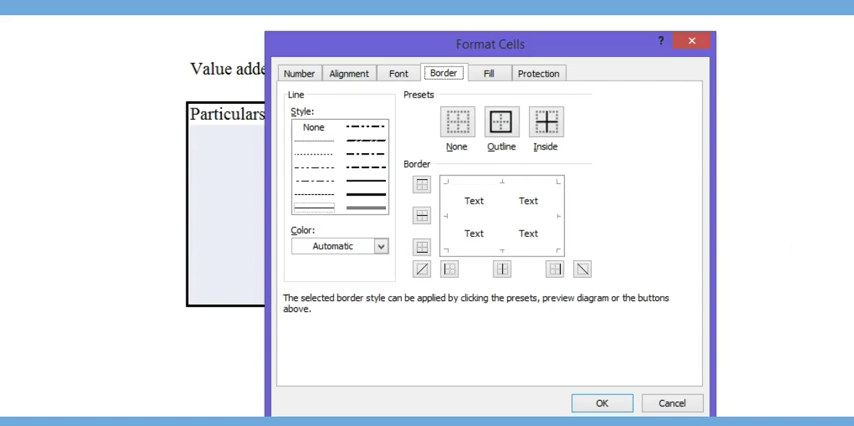 Format Cells
?
Value adde
Number Alignment Font Border Fill Protection
Line
Presets
Style:
Particulars
None
None Outline Inside
Border
Text Text
Text Text
Color:
Automatic
The selected border style can be applied by clicking the presets, preview diagram or the buttons
above.
OK Cancel